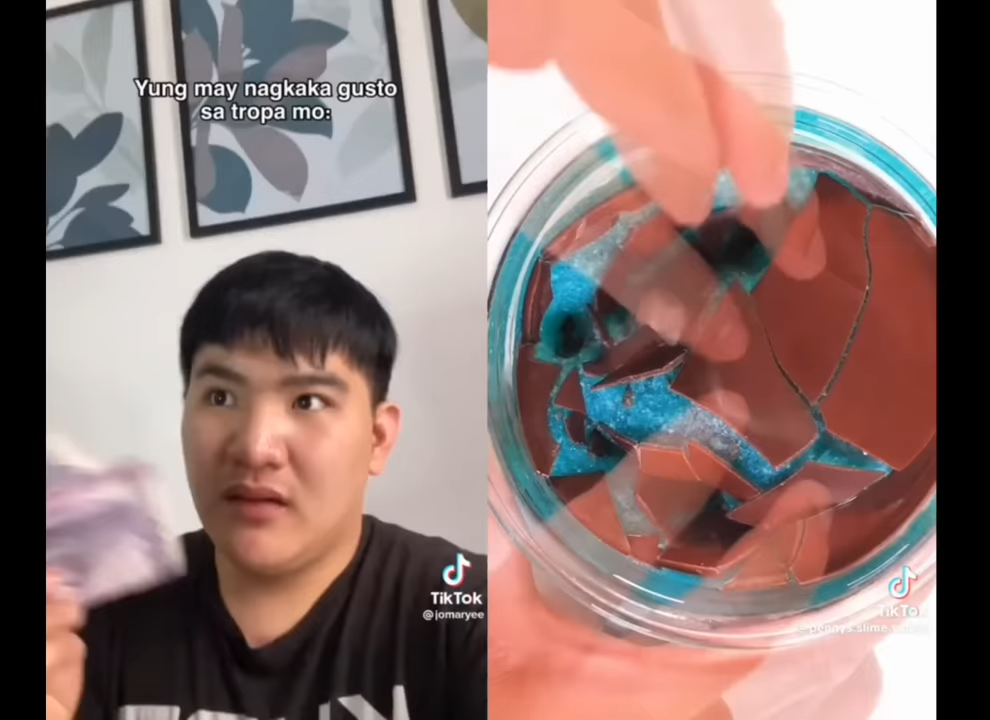 Yung may nagkaka gusto
sa tropa mo:
TikTok
@jomaryee
TikTok